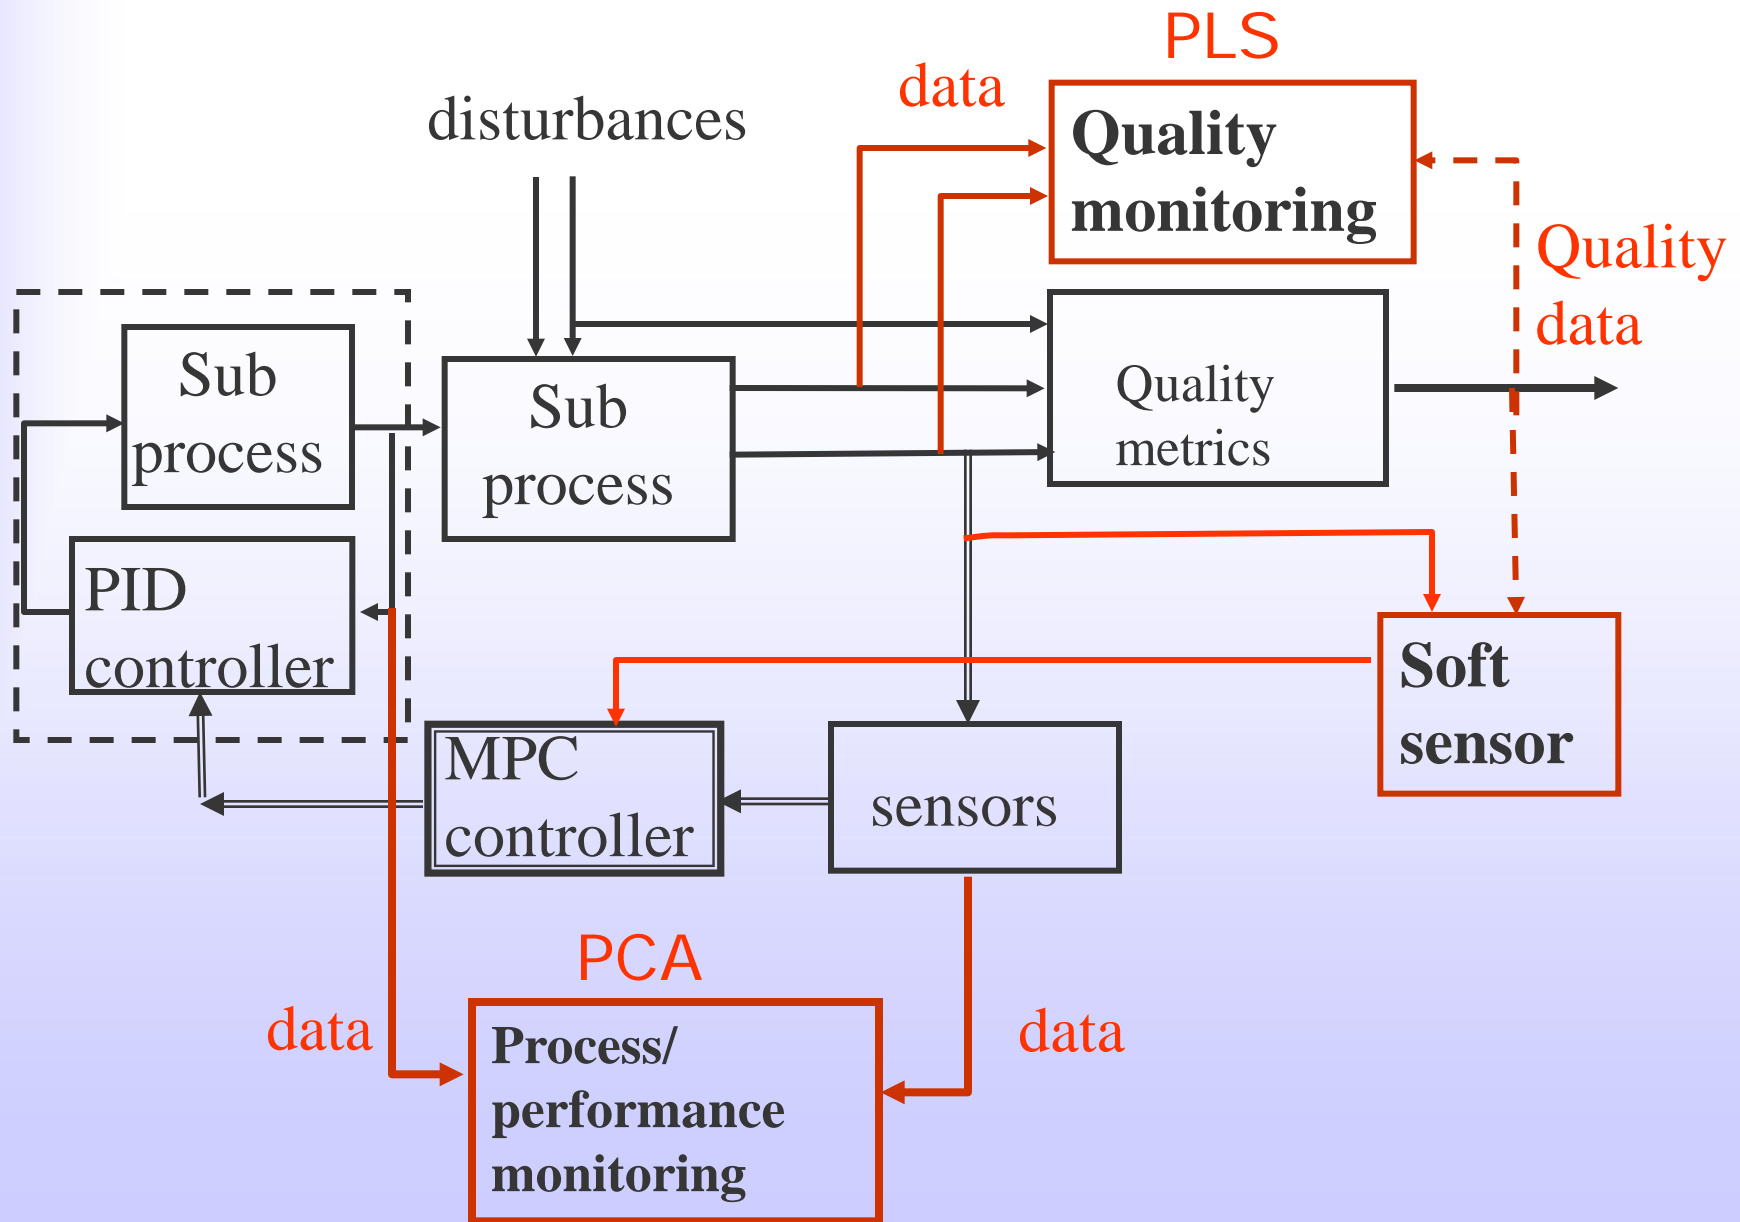 PLS
data
disturbances
Quality
monitoring
Quality
data
Sub
process
Sub
process
Quality
metrics
PID
controller
Soft
sensor
MPC
controller
sensors
PCA
data
Process/
performance
monitoring
data